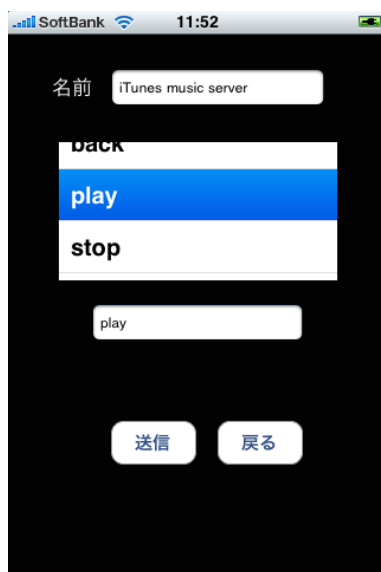 SoftBank 11:52
名前 iTunes music server
back
play
stop
play
送信 戻る